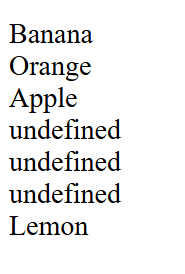 Banana
Orange
Apple
undefined
undefined
undefined
Lemon